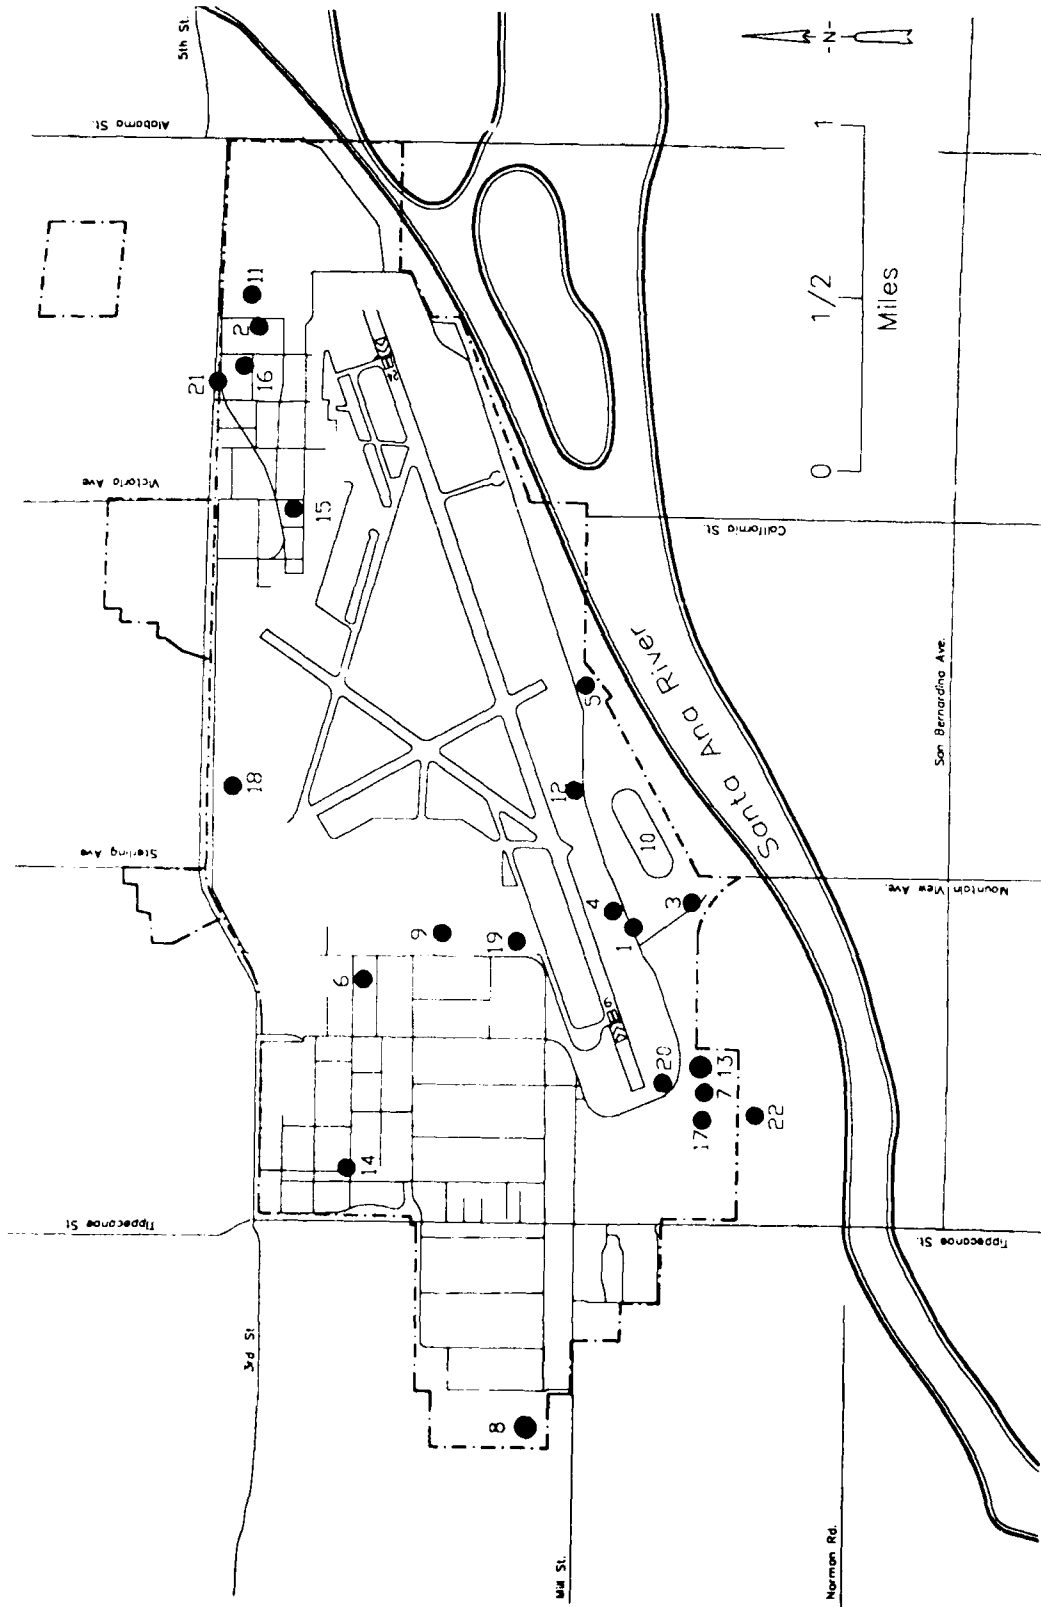 5th St.
Alabama St.
11
2
16
21
Victoria Ave
15
18
Sterling Ave
24
-N-
0
1/2
1
Miles
California St.
5
12
10
Santa Ana River
San Bernardino Ave.
Mountain View Ave.
9
19
4
1
3
6
6
20
13
7
17
22
14
Tippecanoe St
Tippecanoe St.
3rd St
8
Mill St.
Norman Rd.